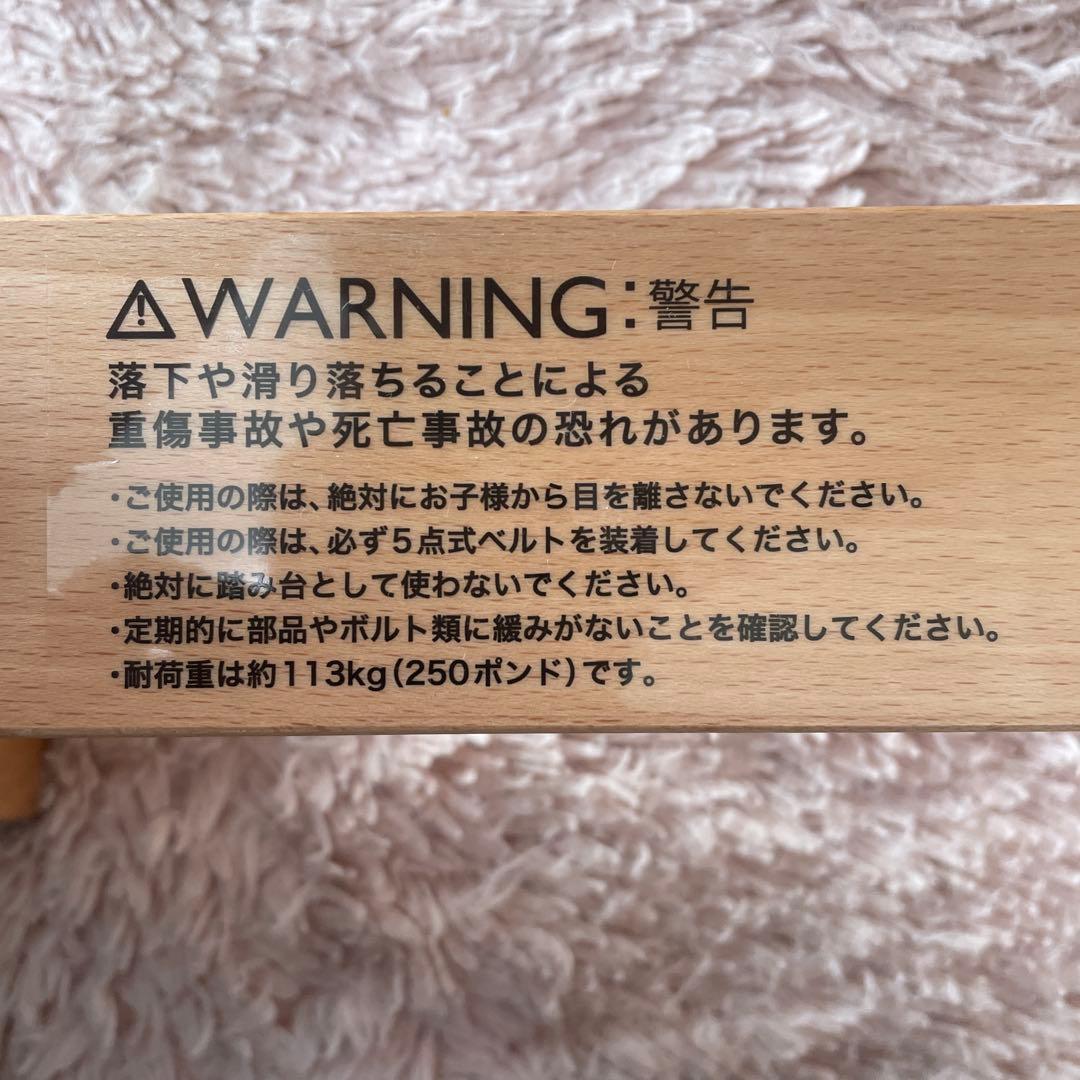 ⚠WARNING:警告
落下や滑り落ちることによる
重傷事故や死亡事故の恐れがあります。
・ご使用の際は、絶対にお子様から目を離さないでください。
・ご使用の際は、必ず5点式ベルトを装着してください。
・絶対に踏み台として使わないでください。
・定期的に部品やボルト類に緩みがないことを確認してください。
・耐荷重は約113kg(250ポンド)です。